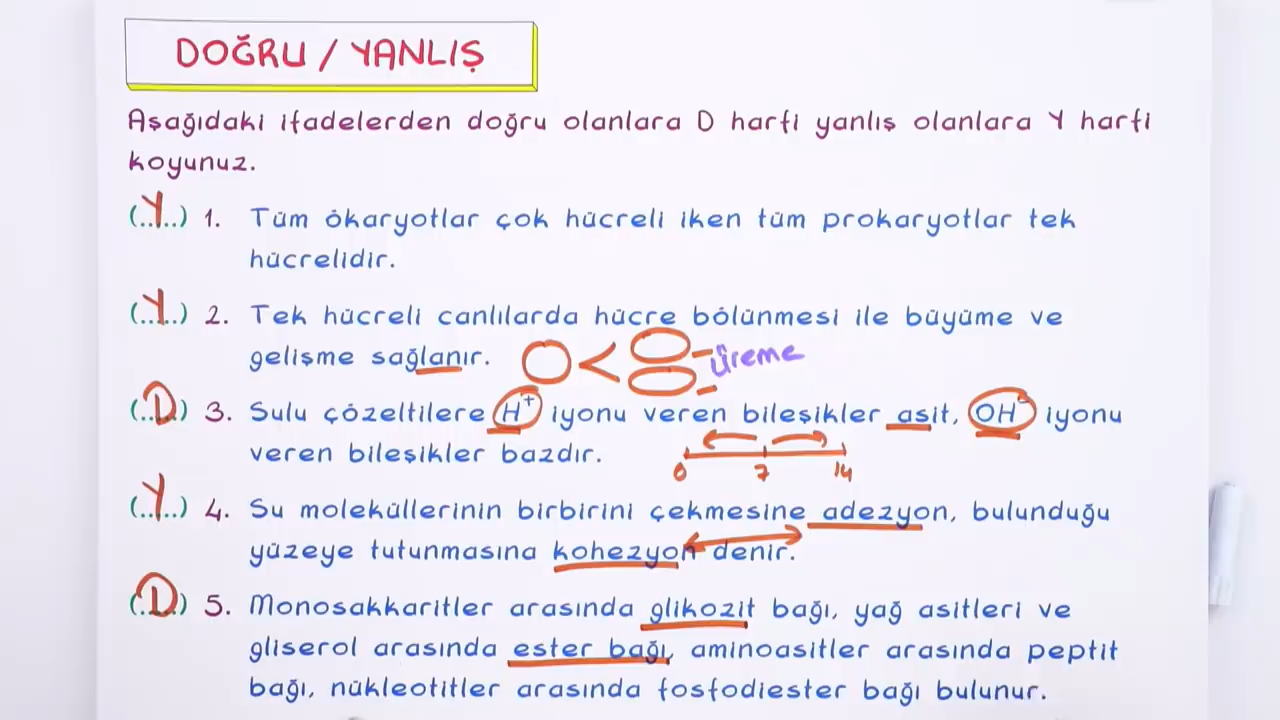 DOĞRU / YANLIŞ
Aşağıdaki ifadelerden doğru olanlara D harfi yanlış olanlara Y harfi
koyunuz.
(..Y..) 1. Tüm ökaryotlar çok hücreli iken tüm prokaryotlar tek
hücrelidir.
(..Y..) 2. Tek hücreli canlılarda hücre bölünmesi ile büyüme ve
gelişme sağlanır. < üreme
(..D..) 3. Sulu çözeltilere H+ iyonu veren bileşikler asit, OH- iyonu
veren bileşikler bazdır.
0 7 14
(..Y..) 4. Su moleküllerinin birbirini çekmesine adezyon, bulunduğu
yüzeye tutunmasına kohezyon denir.
(..D..) 5. Monosakkaritler arasında glikozit bağı, yağ asitleri ve
gliserol arasında ester bağı, aminoasitler arasında peptit
bağı, nükleotitler arasında fosfodiester bağı bulunur.